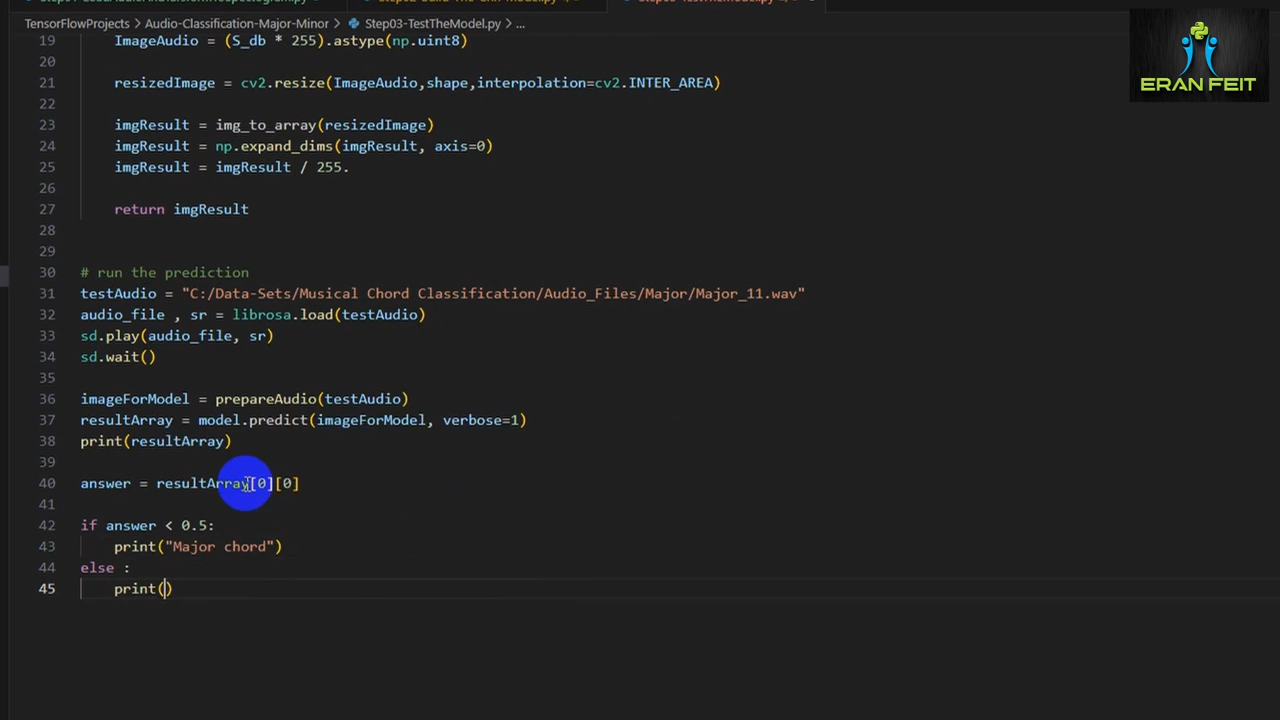 TensorFlowProjects > Audio-Classification-Major-Minor > Step03-TestTheModel.py > ...
ERAN FEIT
19 ImageAudio = (S_db * 255).astype(np.uint8)
20
21 resizedImage = cv2.resize(ImageAudio,shape,interpolation=cv2.INTER_AREA)
22
23 imgResult = img_to_array(resizedImage)
24 imgResult = np.expand_dims(imgResult, axis=0)
25 imgResult = imgResult / 255.
26
27 return imgResult
28
29
30 # run the prediction
31 testAudio = "C:/Data-Sets/Musical Chord Classification/Audio_Files/Major/Major_11.wav"
32 audio_file , sr = librosa.load(testAudio)
33 sd.play(audio_file, sr)
34 sd.wait()
35
36 imageForModel = prepareAudio(testAudio)
37 resultArray = model.predict(imageForModel, verbose=1)
38 print(resultArray)
39
40 answer = resultArray[0][0]
41
42 if answer < 0.5:
43 print("Major chord")
44 else :
45 print()